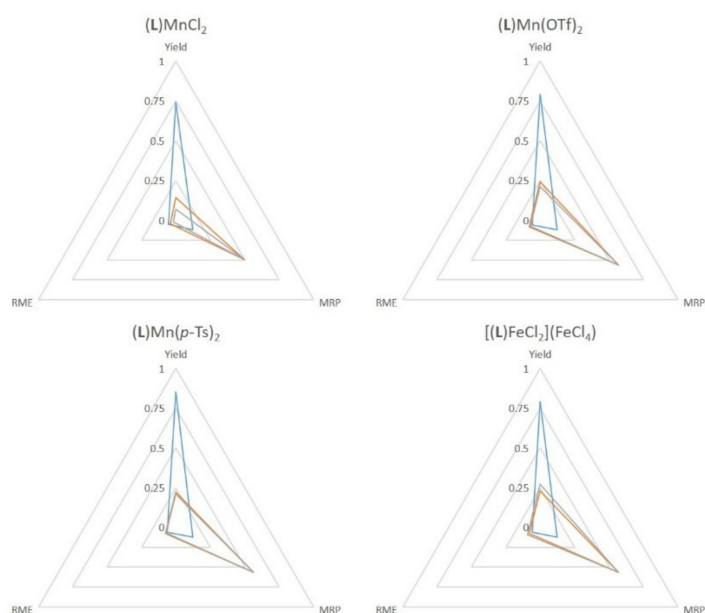 (L)MnCl₂
Yield
1
0.75
0.5
0.25
0
RME
MRP
(L)Mn(OTf)₂
Yield
1
0.75
0.5
0.25
0
RME
MRP
(L)Mn(p-Ts)₂
Yield
1
0.75
0.5
0.25
0
RME
MRP
[(L)FeCl₂](FeCl₄)
Yield
1
0.75
0.5
0.25
0
RME
MRP